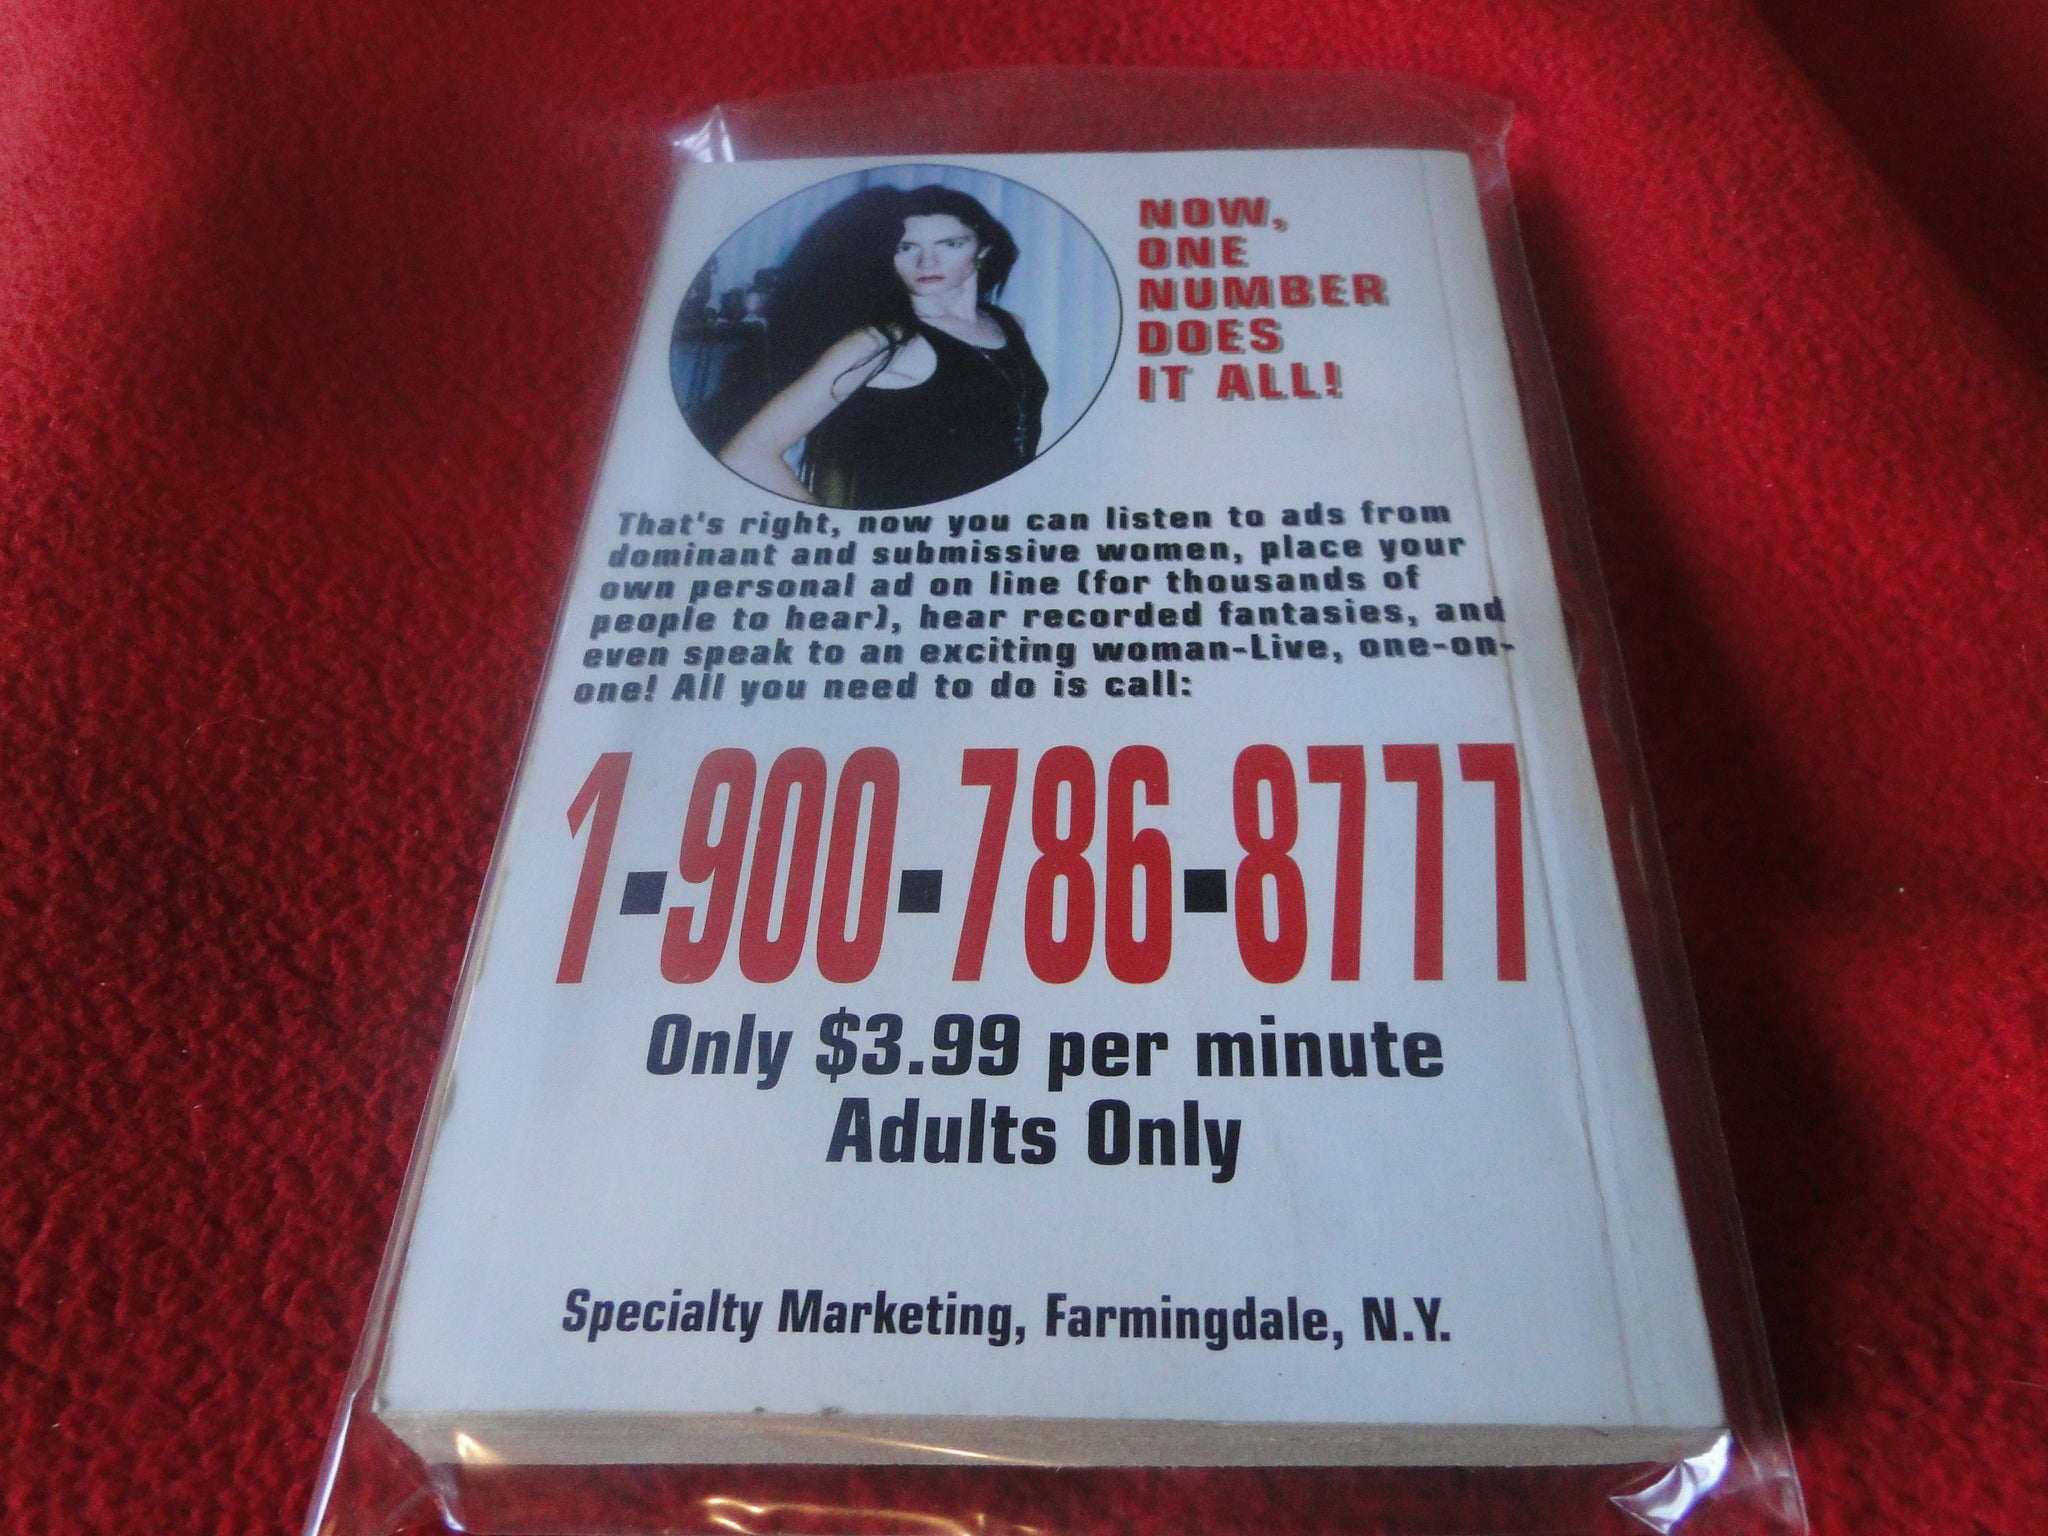 NOW,
ONE
NUMBER
DOES
IT ALL!
That's right, now you can listen to ads from
dominant and submissive women, place your
own personal ad on line (for thousands of
people to hear), hear recorded fantasies, and
even speak to an exciting woman-Live, one-on-
one! All you need to do is call:
1-900-786-8777
Only $3.99 per minute
Adults Only
Specialty Marketing, Farmingdale, N.Y.